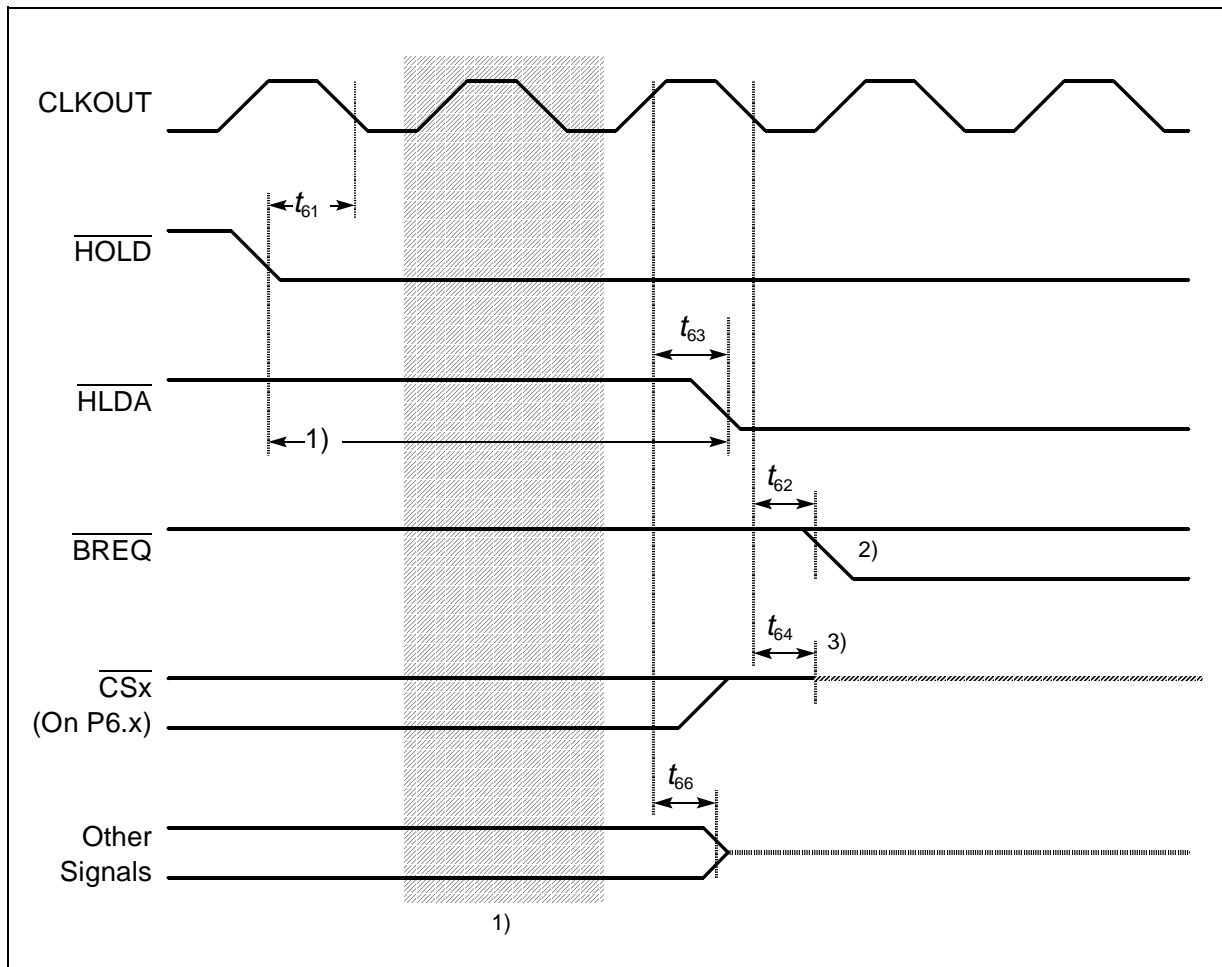 CLKOUT
t61
HOLD
t63
HLDA
1)
t62
BREQ
2)
t64
3)
CSx
(On P6.x)
t66
Other
Signals
1)